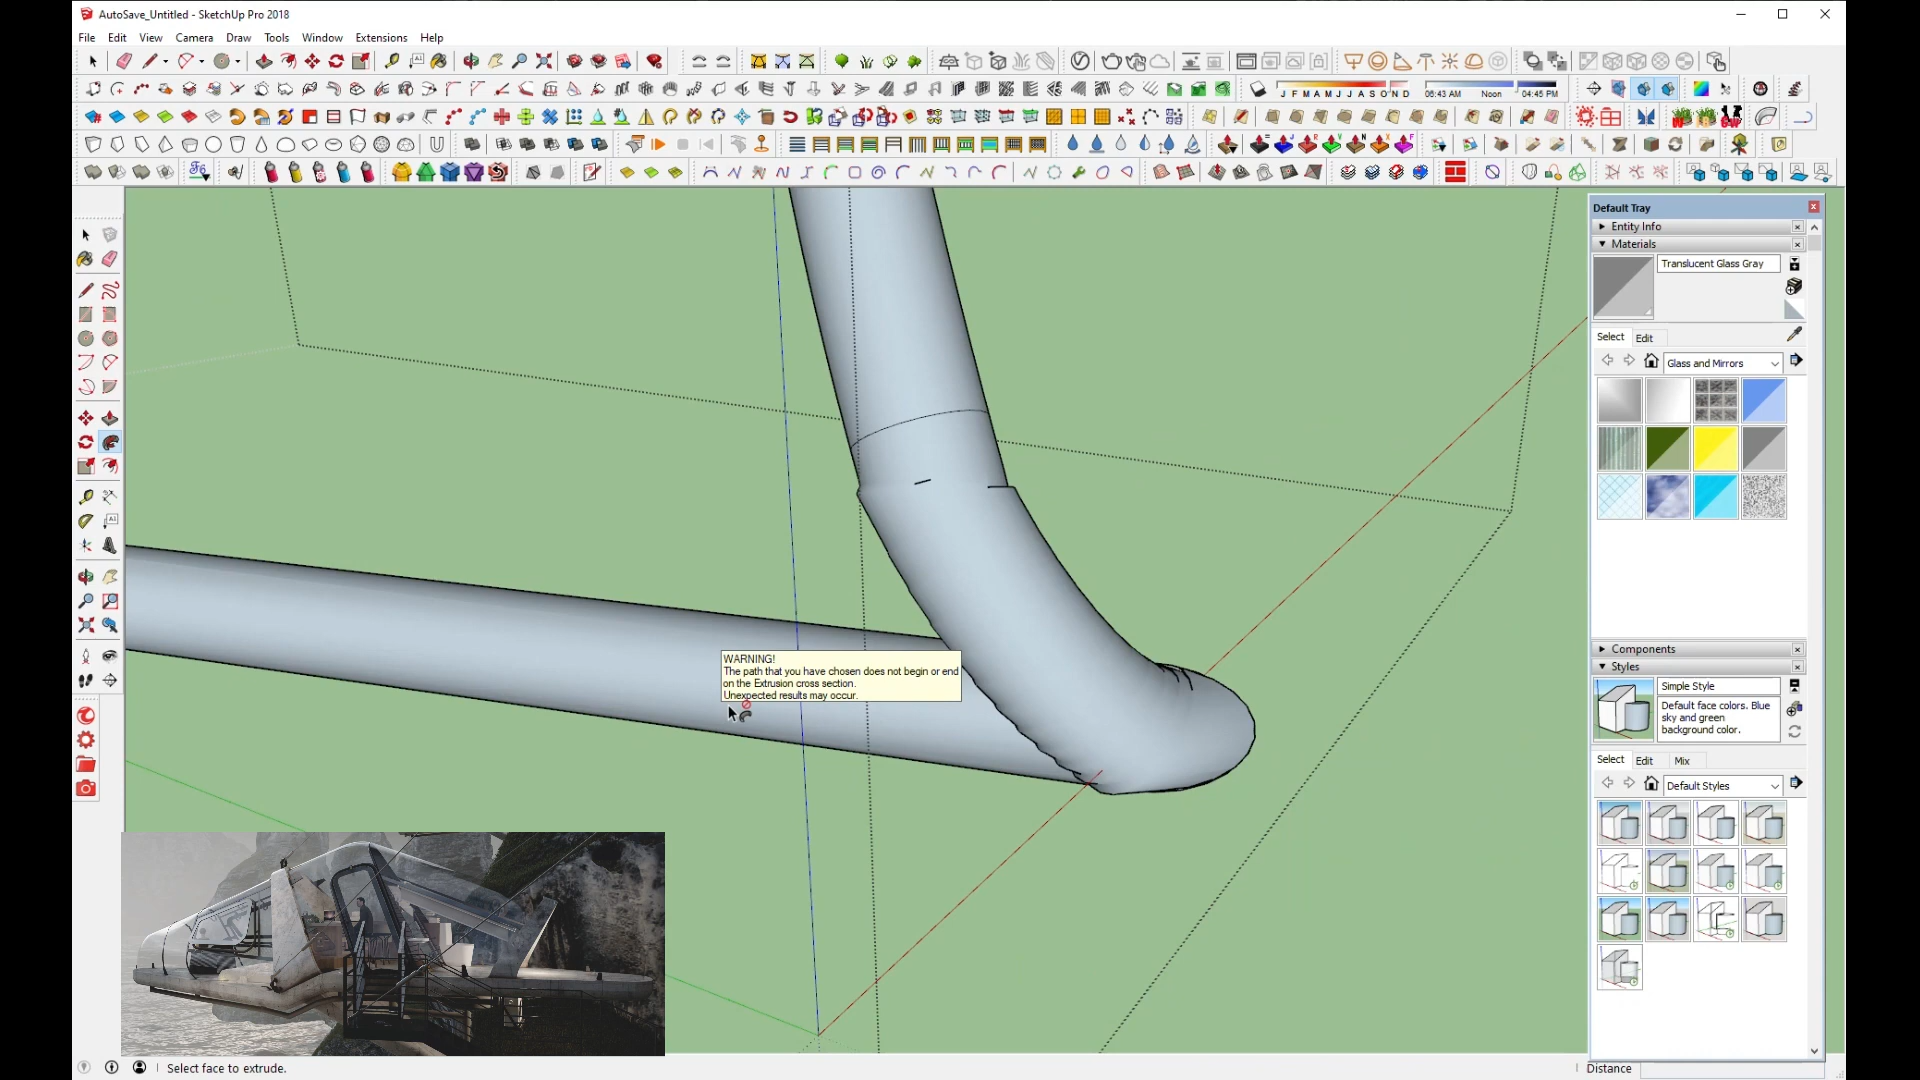 AutoSave_Untitled - SketchUp Pro 2018
File Edit View Camera Draw Tools Window Extensions Help
J F M A M J J A S O N D
06:43 AM Noon 04:45 PM
Default Tray
Entity Info
Materials
Translucent Glass Gray
Select Edit
Glass and Mirrors
WARNING!
The path that you have chosen does not begin or end
on the Extrusion cross section.
Unexpected results may occur.
Components
Styles
Simple Style
Default face colors. Blue
sky and green
background color.
Select Edit Mix
Default Styles
Select face to extrude.
Distance